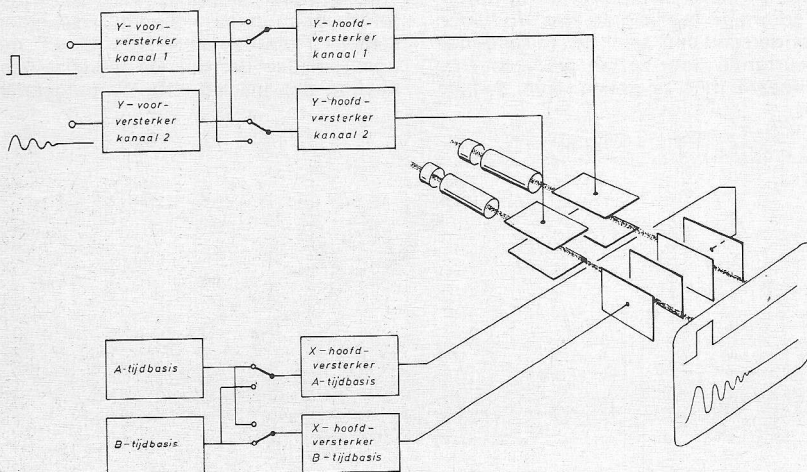 Y-voor-
versterker
kanaal 1
Y-hoofd-
versterker
kanaal 1
Y-voor-
versterker
kanaal 2
Y-hoofd-
versterker
kanaal 2
A-tijdbasis
X-hoofd-
versterker
A-tijdbasis
B-tijdbasis
X-hoofd-
versterker
B-tijdbasis